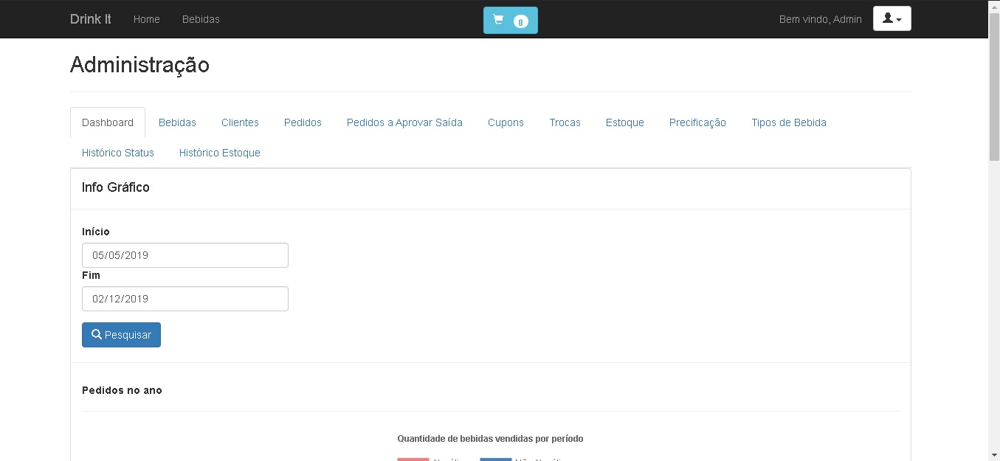 Drink It Home Bebidas 0 Bem vindo, Admin
Administração
Dashboard Bebidas Clientes Pedidos Pedidos a Aprovar Saída Cupons Trocas Estoque Precificação Tipos de Bebida
Histórico Status Histórico Estoque
Info Gráfico
Início
05/05/2019
Fim
02/12/2019
Pesquisar
Pedidos no ano
Quantidade de bebidas vendidas por período